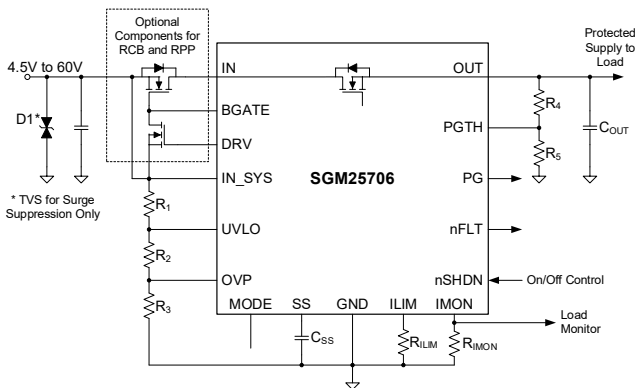 Optional
Components for
RCB and RPP
Protected
Supply to
Load
4.5V to 60V
IN
OUT
D1*
BGATE
R4
PGTH
COUT
DRV
R5
IN_SYS
SGM25706
PG
* TVS for Surge
Suppression Only
R1
UVLO
nFLT
R2
OVP
nSHDN
On/Off Control
R3
MODE
SS
GND
ILIM
IMON
Load
Monitor
CSS
RILIM
RIMON